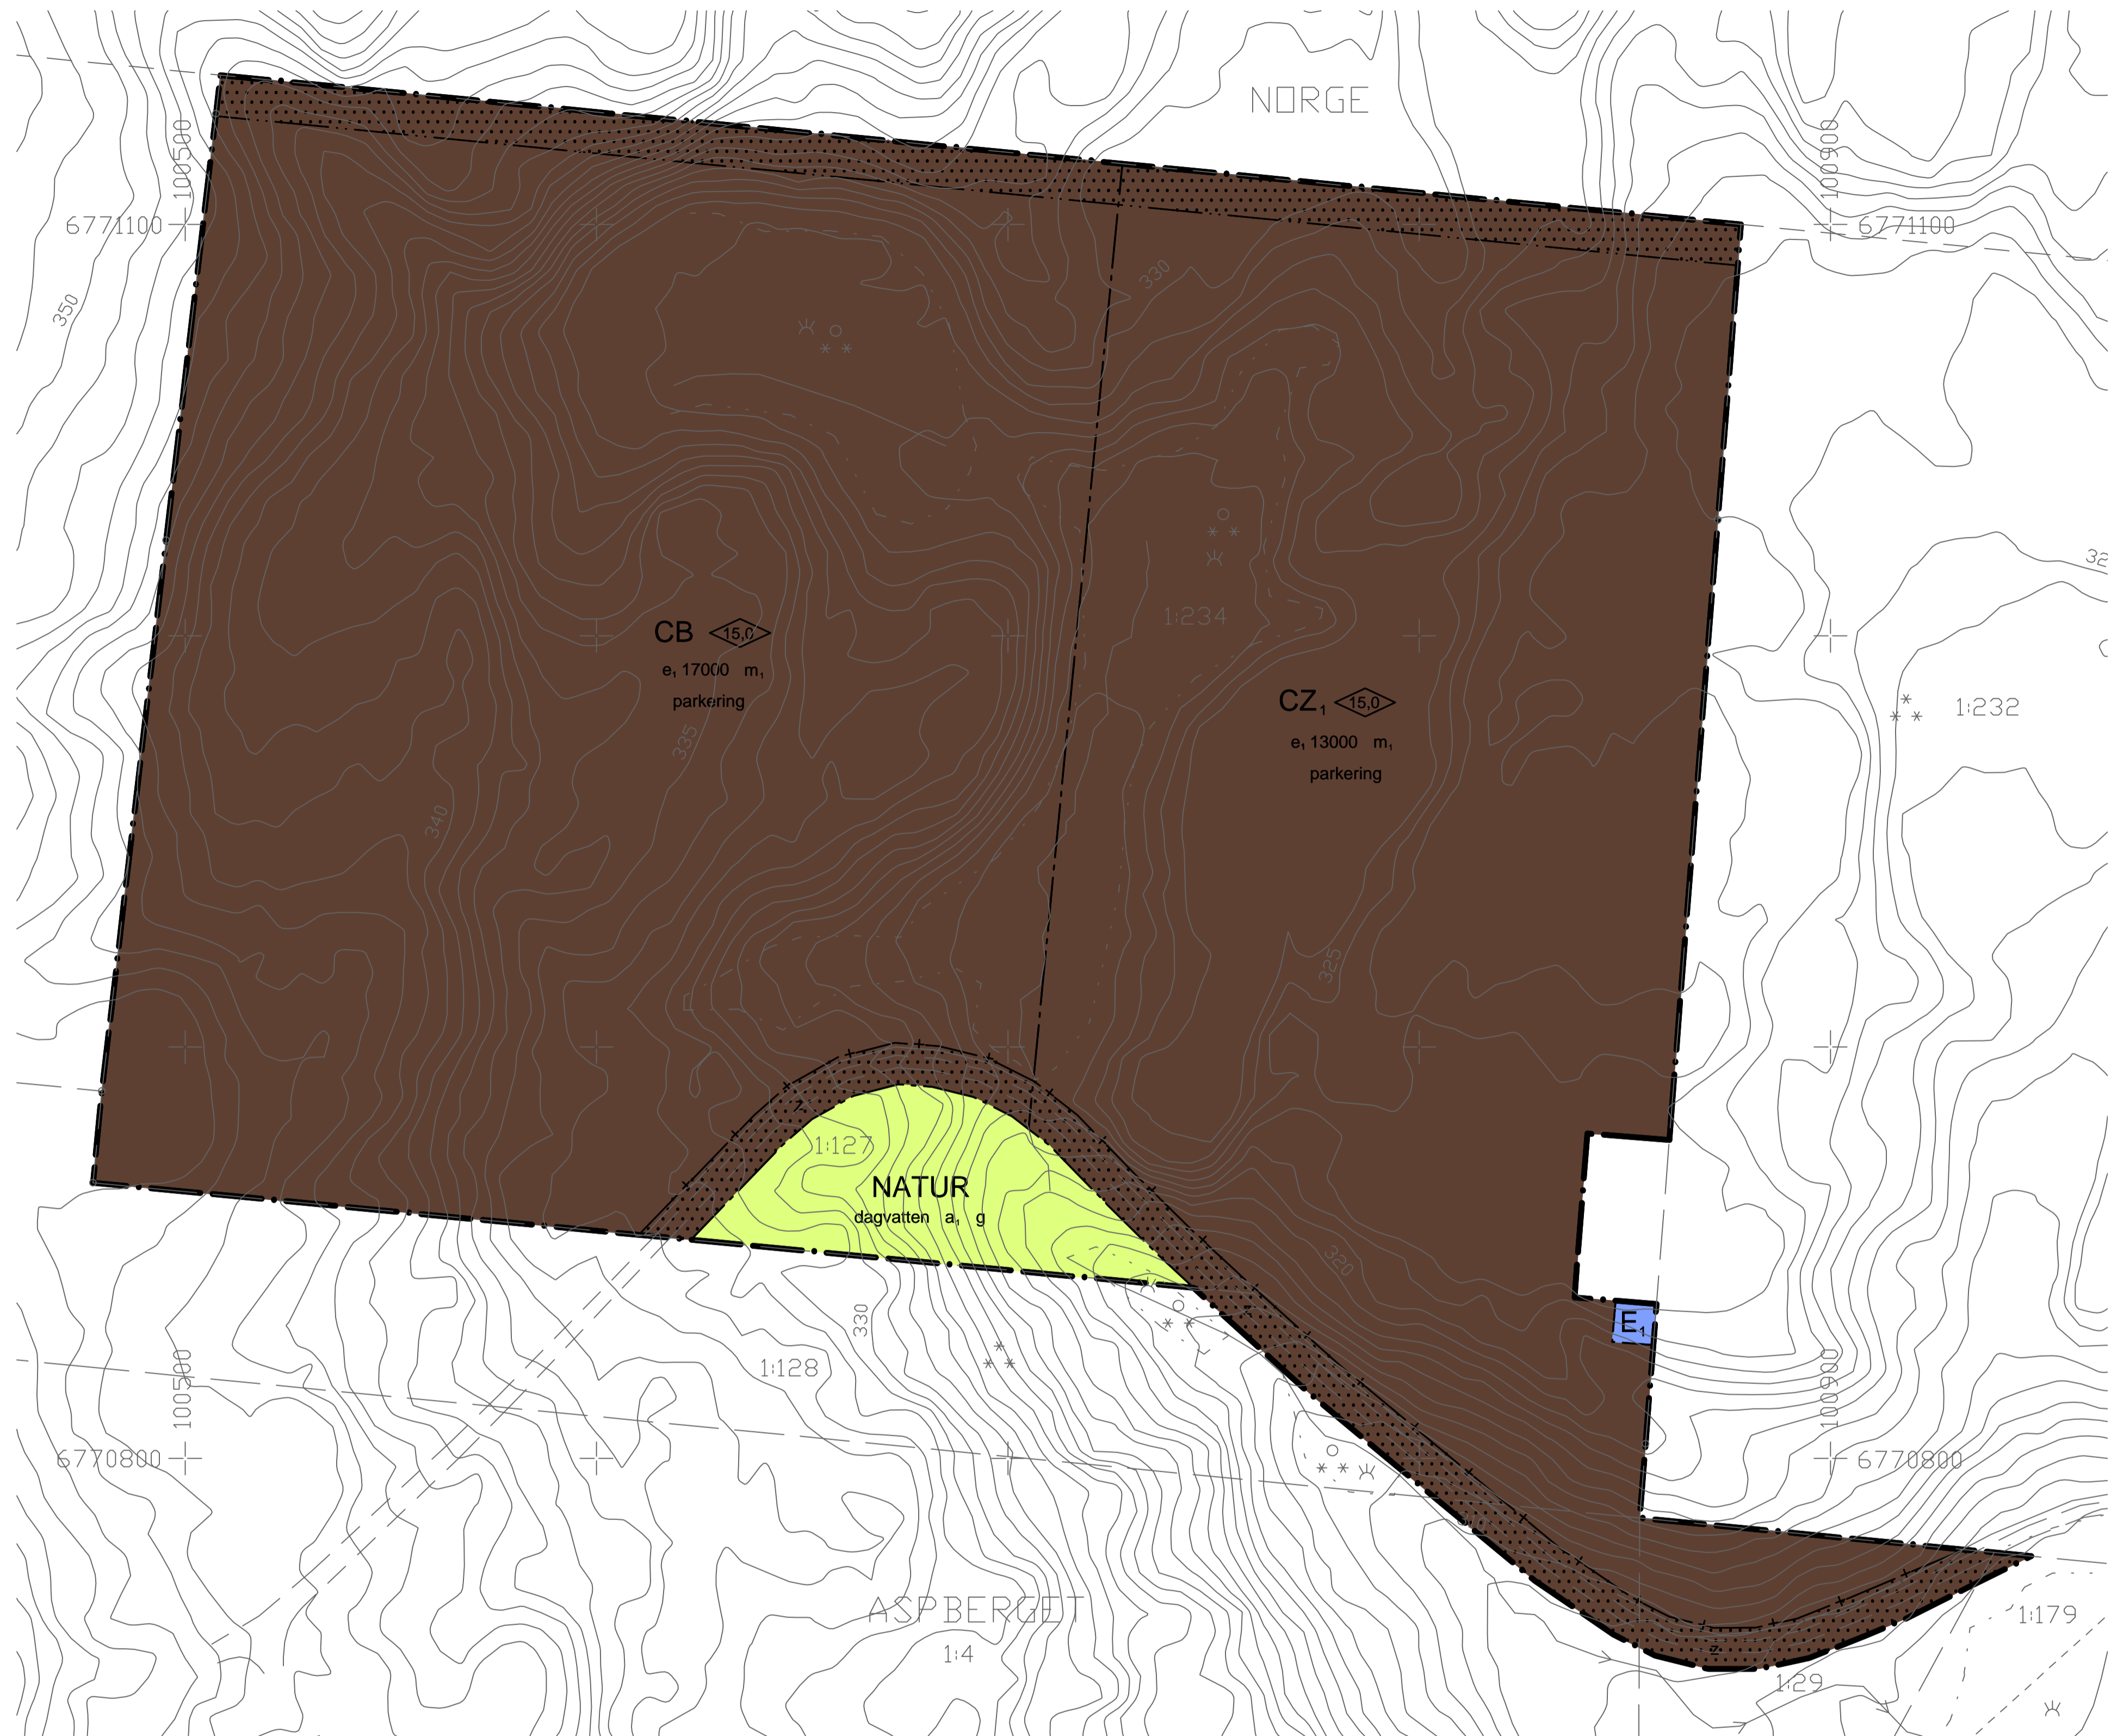 NORGE
100500
100900
6771100
6771100
350
330
1:234
CB 15,0
e₁ 17000 m₁
parkering
CZ₁ 15,0
e₁ 13000 m₁
parkering
1:232
335
340
325
z
1:127
NATUR
dagvatten a₁ g
320
E₁
330
1:128
100500
100900
6770800
6770800
ASPBERGET
1:4
1:179
z
1:29